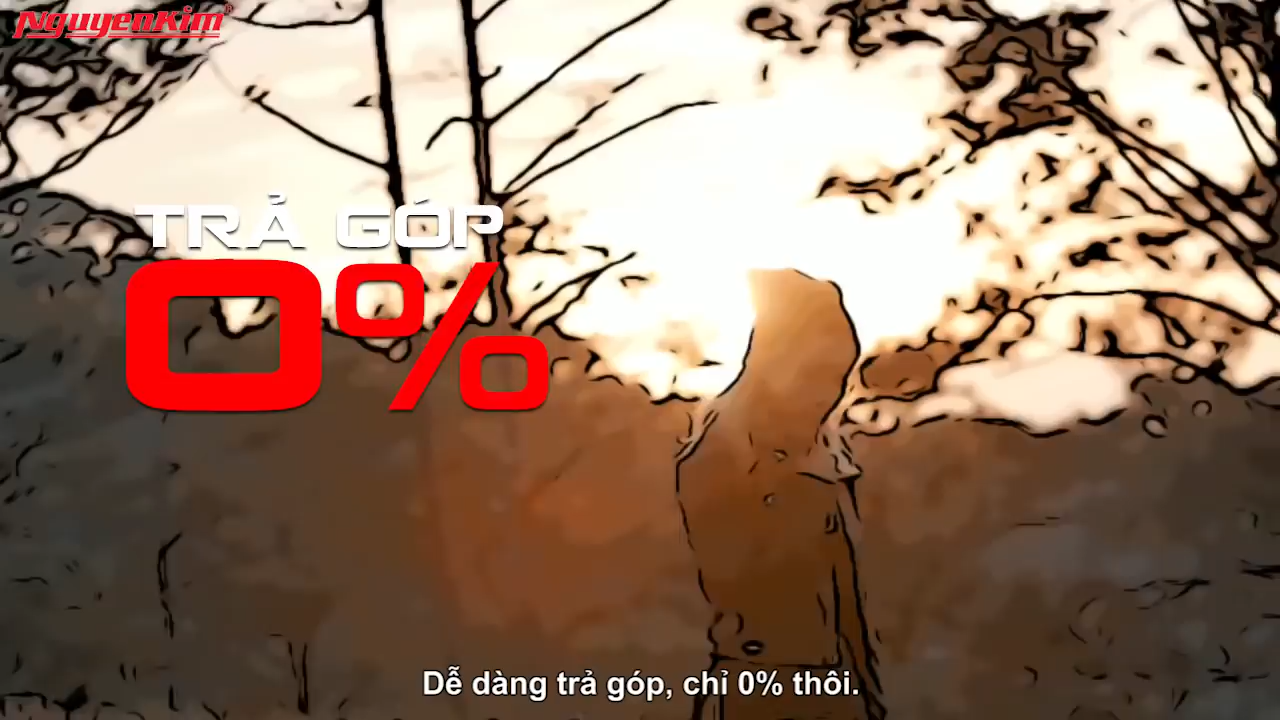 NguyenKim®
TRẢ GÓP
0%
Dễ dàng trả góp, chỉ 0% thôi.